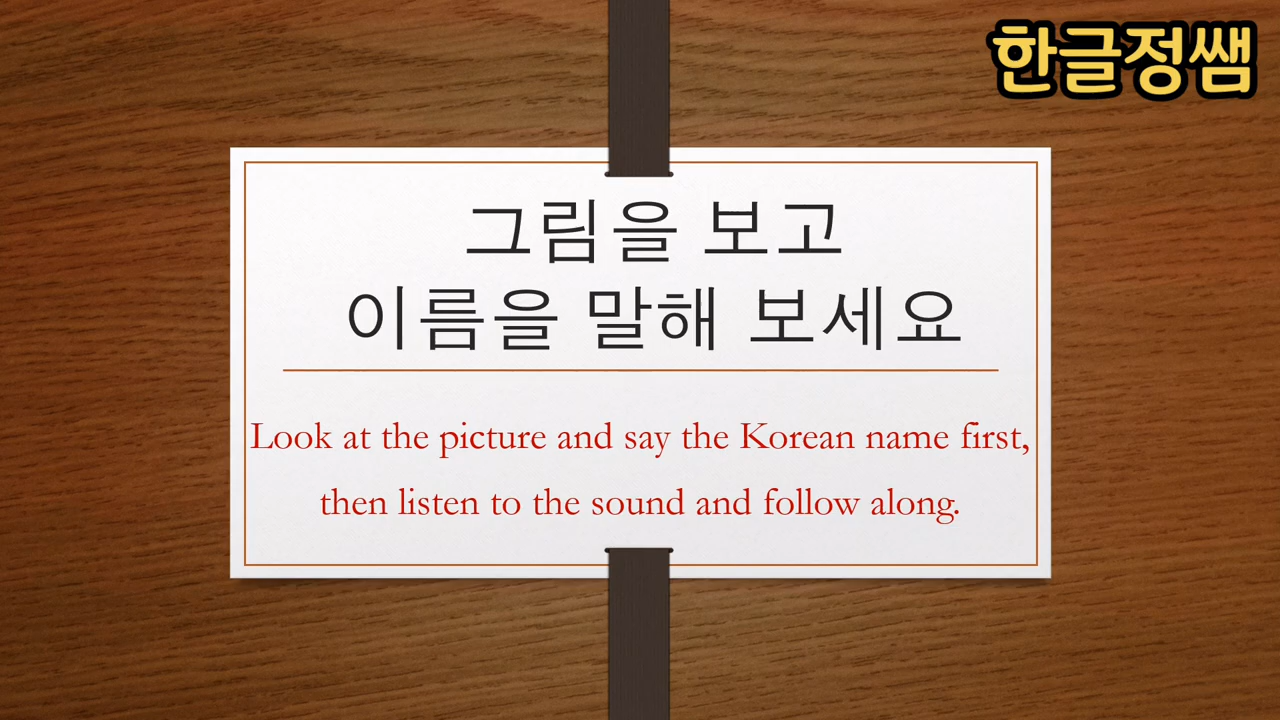 한글정쌤
그림을 보고
이름을 말해 보세요
Look at the picture and say the Korean name first,
then listen to the sound and follow along.